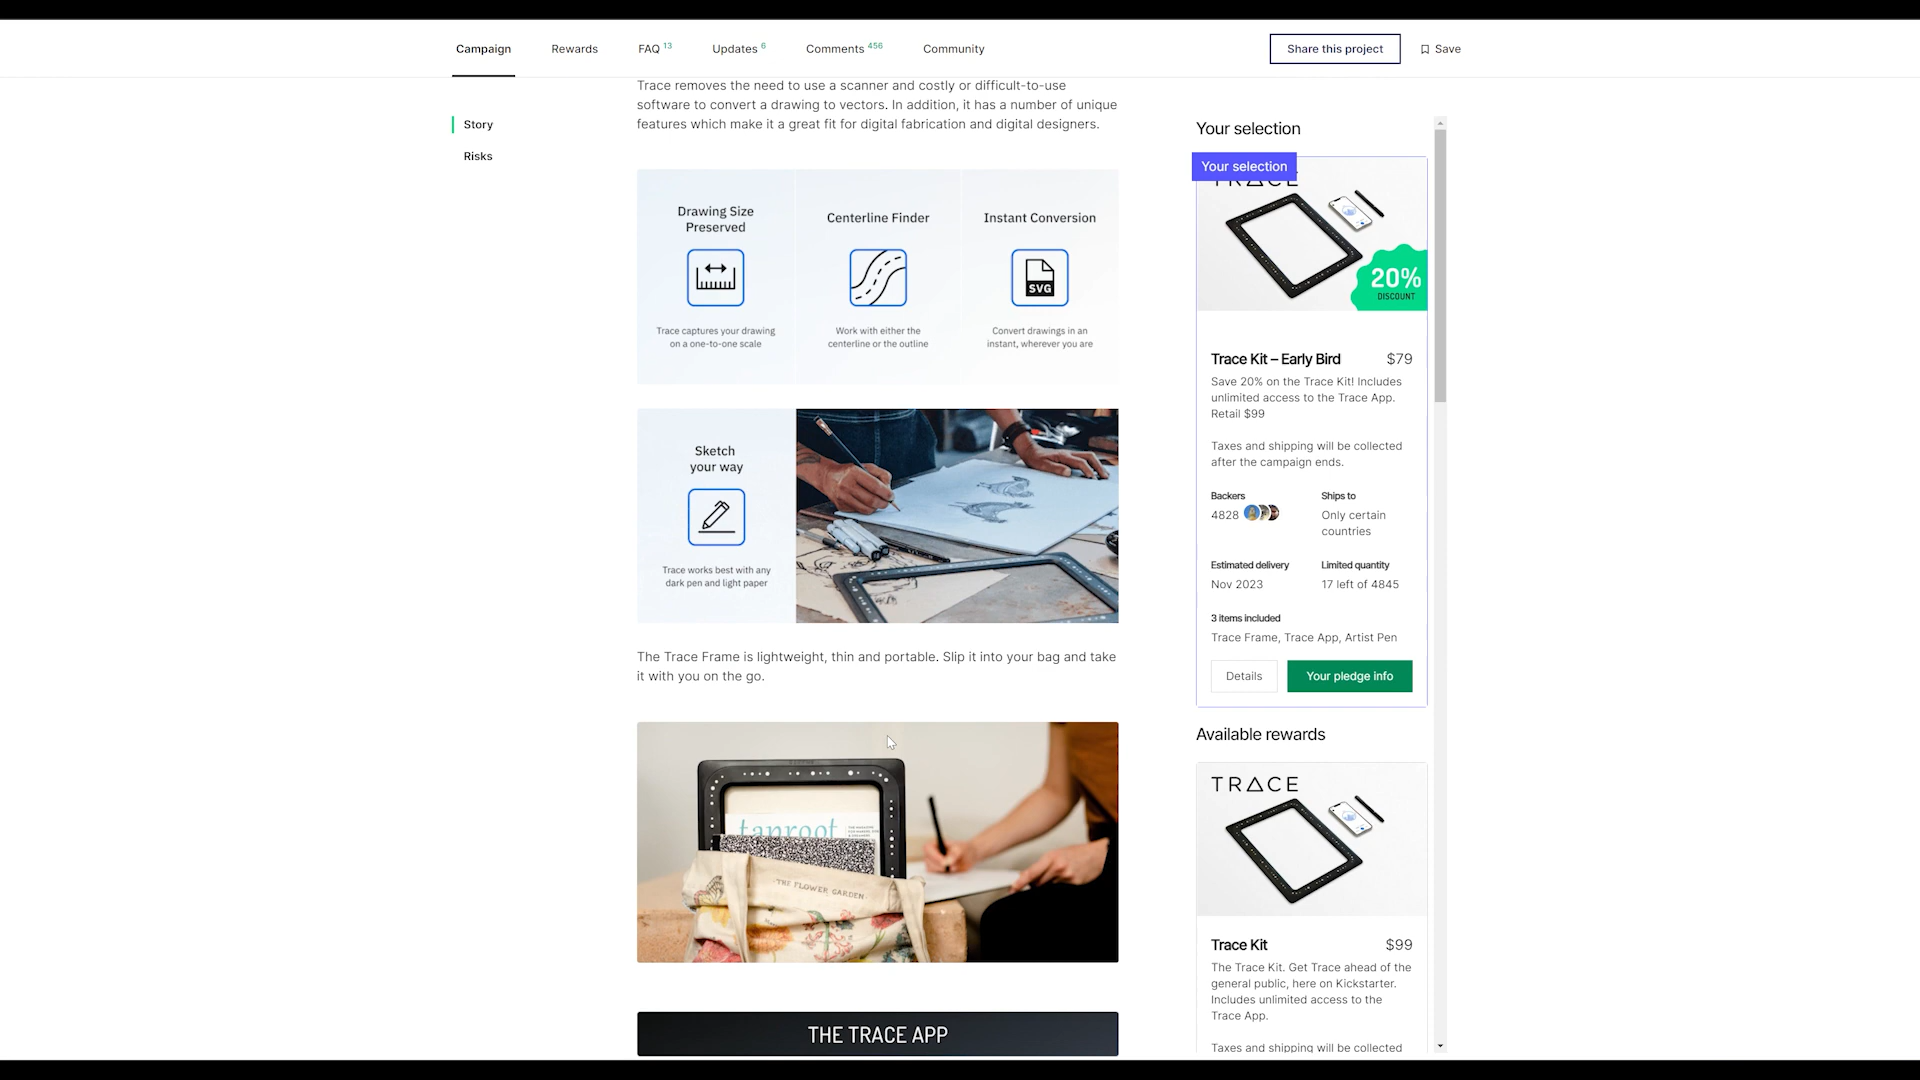 Campaign
Rewards
FAQ 13
Updates 6
Comments 456
Community
Share this project
Save
Story
Risks
Trace removes the need to use a scanner and costly or difficult-to-use
software to convert a drawing to vectors. In addition, it has a number of unique
features which make it a great fit for digital fabrication and digital designers.
Drawing Size
Preserved
Trace captures your drawing
on a one-to-one scale
Centerline Finder
Work with either the
centerline or the outline
Instant Conversion
SVG
Convert drawings in an
instant, wherever you are
Sketch
your way
Trace works best with any
dark pen and light paper
The Trace Frame is lightweight, thin and portable. Slip it into your bag and take
it with you on the go.
taproot
THE FLOWER GARDEN
THE TRACE APP
Your selection
Your selection
TRACE
20%
DISCOUNT
Trace Kit – Early Bird
$79
Save 20% on the Trace Kit! Includes
unlimited access to the Trace App.
Retail $99
Taxes and shipping will be collected
after the campaign ends.
Backers
4828
Ships to
Only certain
countries
Estimated delivery
Nov 2023
Limited quantity
17 left of 4845
3 items included
Trace Frame, Trace App, Artist Pen
Details
Your pledge info
Available rewards
TRACE
Trace Kit
$99
The Trace Kit. Get Trace ahead of the
general public, here on Kickstarter.
Includes unlimited access to the
Trace App.
Taxes and shipping will be collected